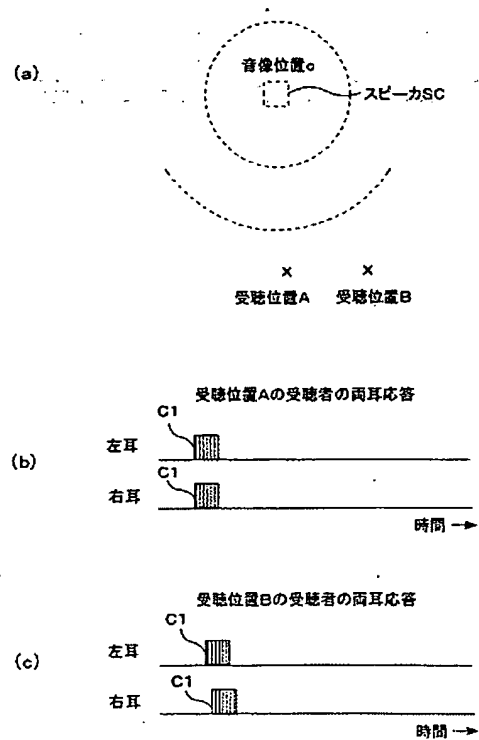 (a)
音像位置c
スピーカSC
受聴位置A 受聴位置B
受聴位置Aの受聴者の両耳応答
(b)
C1
左耳
C1
右耳
時間
受聴位置Bの受聴者の両耳応答
(c)
C1
左耳
C1
右耳
時間